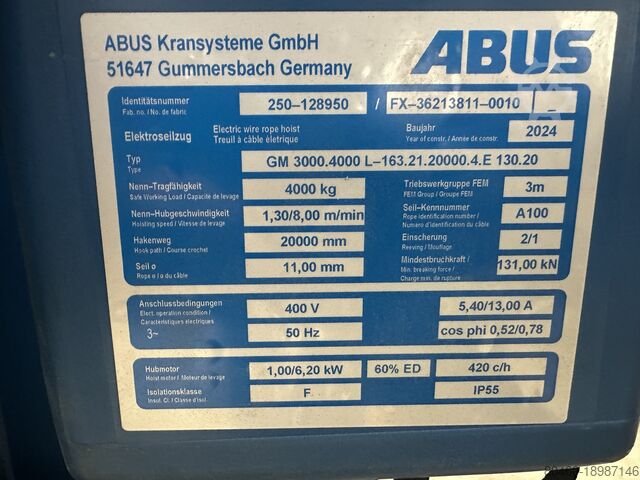 ABUS Kransysteme GmbH
51647 Gummersbach Germany
ABUS
Identitätsnummer
Fab. no. / No. de fabric
250–128950 / FX–36213811–0010 _
Elektroseilzug
Electric wire rope hoist
Treuil à câble életrique
Baujahr
Year of constr. / Année de constr.
2024
Typ
Type
GM 3000.4000 L–163.21.20000.4.E 130.20
Nenn–Tragfähigkeit
Safe Working Load / Capacite de levage
4000 kg
Triebswerkgruppe FEM
FEM Group / Groupe FEM
3m
Nenn–Hubgeschwindigkeit
Hoisting speed / Vitesse de levage
1,30/8,00 m/min
Seil–Kennnummer
Rope identification number /
Numéro d'identification du câble
A100
Hakenweg
Hook path / Course crochet
20000 mm
Einscherung
Reeving / Mouflage
2/1
Seil ø
Rope ø / ø du câble
11,00 mm
Mindestbruchkraft /
Min. breaking force /
Charge min. de rupture
131,00 kN
Anschlussbedingungen
Elect. operation condition /
Caractéristiques électriques
3~
400 V
5,40/13,00 A
50 Hz
cos phi 0,52/0,78
Hubmotor
Hoist motor / Moteur de levage
1,00/6,20 kW
60% ED
420 c/h
Isolationsklasse
Insul. Cl. / Classe d'isol.
F
IP55